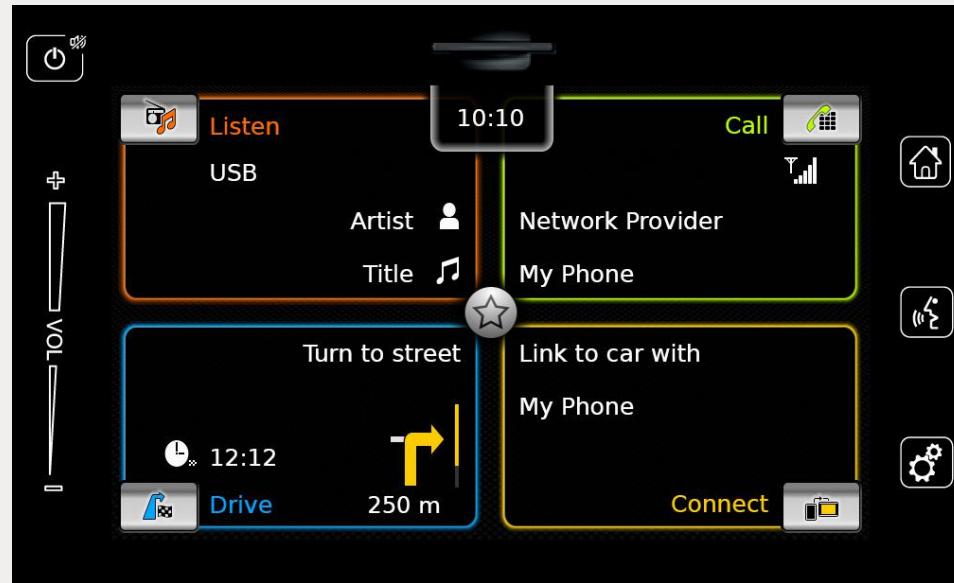 10:10
Listen
USB
Artist
Title
Call
Network Provider
My Phone
VOL
Turn to street
12:12
Drive
250 m
Link to car with
My Phone
Connect